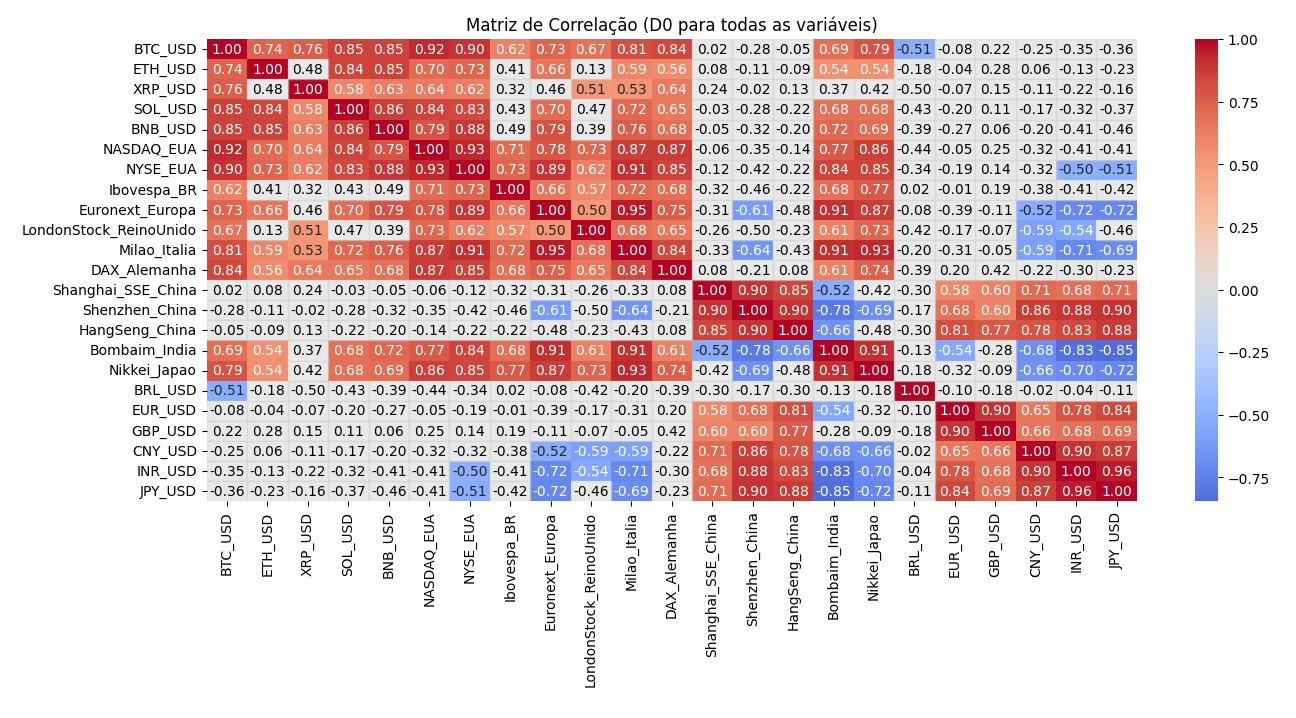 Matriz de Correlação (D0 para todas as variáveis)
BTC_USD 1.00 0.74 0.76 0.85 0.85 0.92 0.90 0.62 0.73 0.67 0.81 0.84 0.02 -0.28 -0.05 0.69 0.79 -0.51 -0.08 0.22 -0.25 -0.35 -0.36
ETH_USD 0.74 1.00 0.48 0.84 0.85 0.70 0.73 0.41 0.66 0.13 0.59 0.56 0.08 -0.11 -0.09 0.54 0.54 -0.18 -0.04 0.28 0.06 -0.13 -0.23
XRP_USD 0.76 0.48 1.00 0.58 0.63 0.64 0.62 0.32 0.46 0.51 0.53 0.64 0.24 -0.02 0.13 0.37 0.42 -0.50 -0.07 0.15 -0.11 -0.22 -0.16
SOL_USD 0.85 0.84 0.58 1.00 0.86 0.84 0.83 0.43 0.70 0.47 0.72 0.65 -0.03 -0.28 -0.22 0.68 0.68 -0.43 -0.20 0.11 -0.17 -0.32 -0.37
BNB_USD 0.85 0.85 0.63 0.86 1.00 0.79 0.88 0.49 0.79 0.39 0.76 0.68 -0.05 -0.32 -0.20 0.72 0.69 -0.39 -0.27 0.06 -0.20 -0.41 -0.46
NASDAQ_EUA 0.92 0.70 0.64 0.84 0.79 1.00 0.93 0.71 0.78 0.73 0.87 0.87 -0.06 -0.35 -0.14 0.77 0.86 -0.44 -0.05 0.25 -0.32 -0.41 -0.41
NYSE_EUA 0.90 0.73 0.62 0.83 0.88 0.93 1.00 0.73 0.89 0.62 0.91 0.85 -0.12 -0.42 -0.22 0.84 0.85 -0.34 -0.19 0.14 -0.32 -0.50 -0.51
Ibovespa_BR 0.62 0.41 0.32 0.43 0.49 0.71 0.73 1.00 0.66 0.57 0.72 0.68 -0.32 -0.46 -0.22 0.68 0.77 0.02 -0.01 0.19 -0.38 -0.41 -0.42
Euronext_Europa 0.73 0.66 0.46 0.70 0.79 0.78 0.89 0.66 1.00 0.50 0.95 0.75 -0.31 -0.61 -0.48 0.91 0.87 -0.08 -0.39 -0.11 -0.52 -0.72 -0.72
LondonStock_ReinoUnido 0.67 0.13 0.51 0.47 0.39 0.73 0.62 0.57 0.50 1.00 0.68 0.65 -0.26 -0.50 -0.23 0.61 0.73 -0.42 -0.17 -0.07 -0.59 -0.54 -0.46
Milao_Italia 0.81 0.59 0.53 0.72 0.76 0.87 0.91 0.72 0.95 0.68 1.00 0.84 -0.33 -0.64 -0.43 0.91 0.93 -0.20 -0.31 -0.05 -0.59 -0.71 -0.69
DAX_Alemanha 0.84 0.56 0.64 0.65 0.68 0.87 0.85 0.68 0.75 0.65 0.84 1.00 0.08 -0.21 0.08 0.61 0.74 -0.39 0.20 0.42 -0.22 -0.30 -0.23
Shanghai_SSE_China 0.02 0.08 0.24 -0.03 -0.05 -0.06 -0.12 -0.32 -0.31 -0.26 -0.33 0.08 1.00 0.90 0.85 -0.52 -0.42 -0.30 0.58 0.60 0.71 0.68 0.71
Shenzhen_China -0.28 -0.11 -0.02 -0.28 -0.32 -0.35 -0.42 -0.46 -0.61 -0.50 -0.64 -0.21 0.90 1.00 0.90 -0.78 -0.69 -0.17 0.68 0.60 0.86 0.88 0.90
HangSeng_China -0.05 -0.09 0.13 -0.22 -0.20 -0.14 -0.22 -0.22 -0.48 -0.23 -0.43 0.08 0.85 0.90 1.00 -0.66 -0.48 -0.30 0.81 0.77 0.78 0.83 0.88
Bombaim_India 0.69 0.54 0.37 0.68 0.72 0.77 0.84 0.68 0.91 0.61 0.91 0.61 -0.52 -0.78 -0.66 1.00 0.91 -0.13 -0.54 -0.28 -0.68 -0.83 -0.85
Nikkei_Japao 0.79 0.54 0.42 0.68 0.69 0.86 0.85 0.77 0.87 0.73 0.93 0.74 -0.42 -0.69 -0.48 0.91 1.00 -0.18 -0.32 -0.09 -0.66 -0.70 -0.72
BRL_USD -0.51 -0.18 -0.50 -0.43 -0.39 -0.44 -0.34 0.02 -0.08 -0.42 -0.20 -0.39 -0.30 -0.17 -0.30 -0.13 -0.18 1.00 -0.10 -0.18 -0.02 -0.04 -0.11
EUR_USD -0.08 -0.04 -0.07 -0.20 -0.27 -0.05 -0.19 -0.01 -0.39 -0.17 -0.31 0.20 0.58 0.68 0.81 -0.54 -0.32 -0.10 1.00 0.90 0.65 0.78 0.84
GBP_USD 0.22 0.28 0.15 0.11 0.06 0.25 0.14 0.19 -0.11 -0.07 -0.05 0.42 0.60 0.60 0.77 -0.28 -0.09 -0.18 0.90 1.00 0.66 0.68 0.69
CNY_USD -0.25 0.06 -0.11 -0.17 -0.20 -0.32 -0.32 -0.38 -0.52 -0.59 -0.59 -0.22 0.71 0.86 0.78 -0.68 -0.66 -0.02 0.65 0.66 1.00 0.90 0.87
INR_USD -0.35 -0.13 -0.22 -0.32 -0.41 -0.41 -0.50 -0.41 -0.72 -0.54 -0.71 -0.30 0.68 0.88 0.83 -0.83 -0.70 -0.04 0.78 0.68 0.90 1.00 0.96
JPY_USD -0.36 -0.23 -0.16 -0.37 -0.46 -0.41 -0.51 -0.42 -0.72 -0.46 -0.69 -0.23 0.71 0.90 0.88 -0.85 -0.72 -0.11 0.84 0.69 0.87 0.96 1.00
BTC_USD
ETH_USD
XRP_USD
SOL_USD
BNB_USD
NASDAQ_EUA
NYSE_EUA
Ibovespa_BR
Euronext_Europa
LondonStock_ReinoUnido
Milao_Italia
DAX_Alemanha
Shanghai_SSE_China
Shenzhen_China
HangSeng_China
Bombaim_India
Nikkei_Japao
BRL_USD
EUR_USD
GBP_USD
CNY_USD
INR_USD
JPY_USD
1.00
0.75
0.50
0.25
0.00
-0.25
-0.50
-0.75